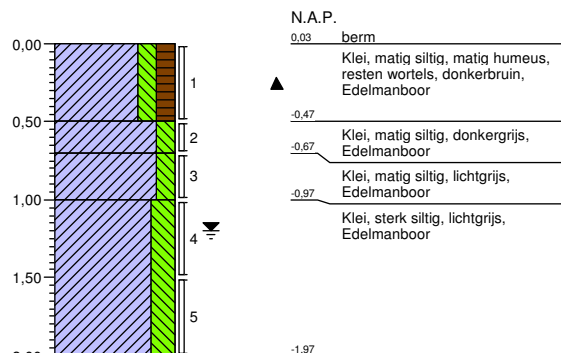 N.A.P.
0,00
0,03 berm
Klei, matig siltig, matig humeus,
resten wortels, donkerbruin,
Edelmanboor
1
0,50
-0,47
2
Klei, matig siltig, donkergrijs,
Edelmanboor
-0,67
3
Klei, matig siltig, lichtgrijs,
Edelmanboor
1,00
-0,97
4
Klei, sterk siltig, lichtgrijs,
Edelmanboor
1,50
5
-1,97